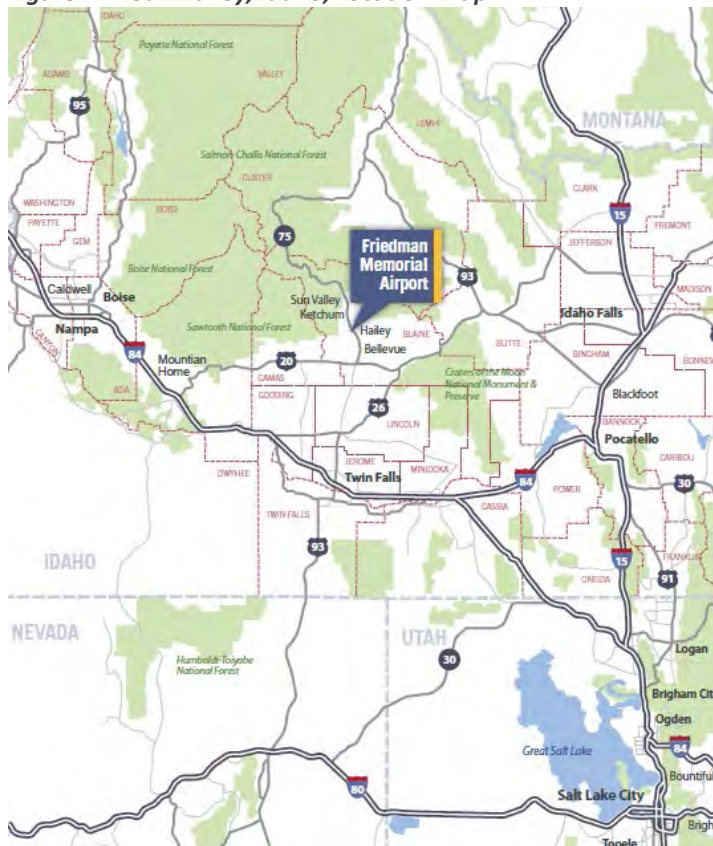 IDAHO
Payette National Forest
ADAMS
VALLEY
95
LEMHI
MONTANA
Salmon-Challis National Forest
CUSTER
CLARK
WASHINGTON
BOISE
15
FREMONT
PAYETTE
75
Friedman
Memorial
Airport
JEFFERSON
GEM
Boise National Forest
93
MADISON
Caldwell
Boise
Sun Valley
Ketchum
Idaho Falls
Nampa
Sawtooth National Forest
Hailey
BLAINE
BUTTE
CANYON
84
Mountian
Home
20
Bellevue
BINGHAM
BONNEV
ADA
CAMAS
Craters of the Moon
National Monument &
Preserve
GOODING
26
Blackfoot
LINCOLN
BANNOCK
Pocatello
JEROME
MINIDOKA
CARIBOU
OWYHEE
Twin Falls
84
POWER
30
CASSIA
TWIN FALLS
93
IDAHO
15
FRANKLIN
ONEIDA
91
NEVADA
UTAH
Humboldt-Toiyabe
National Forest
30
Logan
Brigham Cit
Ogden
Great Salt Lake
84
80
Bountiful
Salt Lake City
Brigh
Tooele